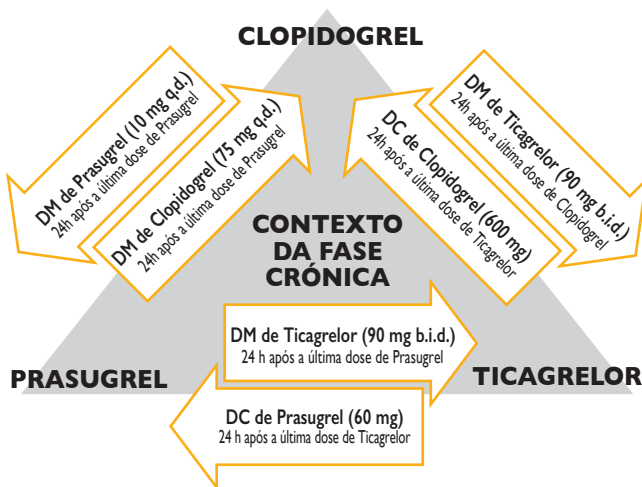 CLOPIDOGREL
DM de Prasugrel (10 mg q.d.)
24h após a última dose de Prasugrel
DM de Clopidogrel (75 mg q.d.)
24h após a última dose de Prasugrel
DM de Ticagrelor (90 mg b.i.d.)
24h após a última dose de Clopidogrel
DC de Clopidogrel (600 mg)
24h após a última dose de Ticagrelor
CONTEXTO
DA FASE
CRÓNICA
DM de Ticagrelor (90 mg b.i.d.)
24 h após a última dose de Prasugrel
PRASUGREL
TICAGRELOR
DC de Prasugrel (60 mg)
24 h após a última dose de Ticagrelor